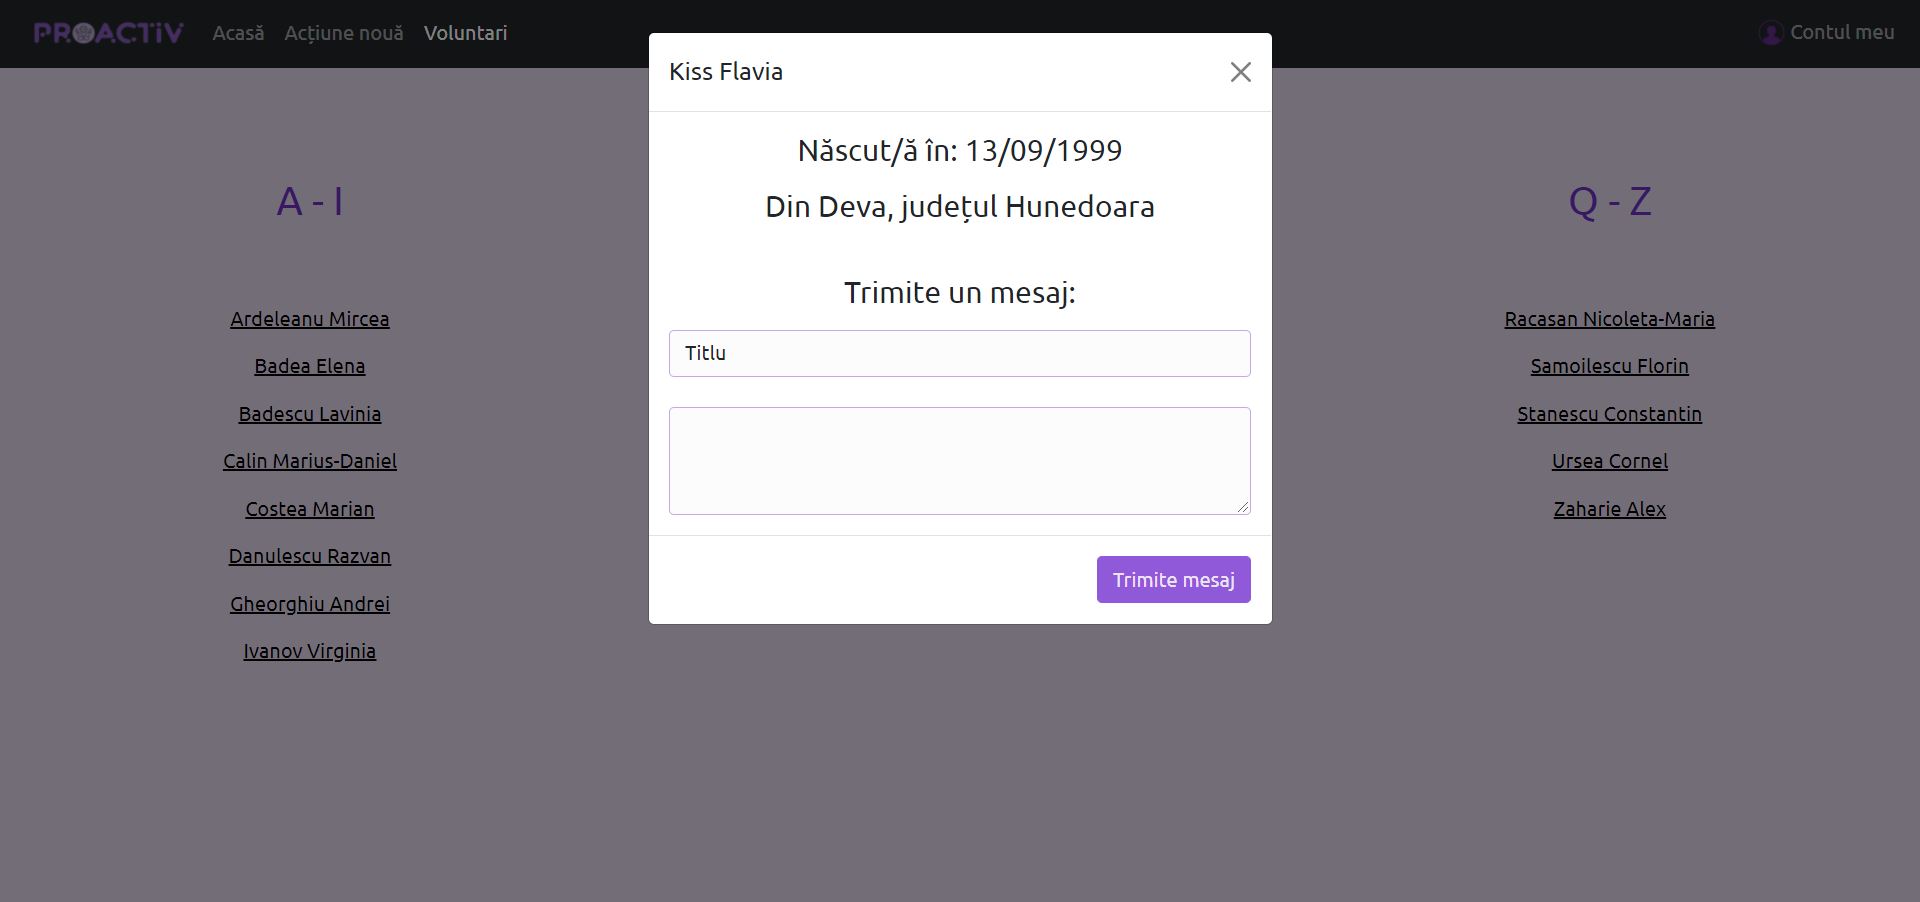 PROACTiV Acasă Acțiune nouă Voluntari Contul meu
Kiss Flavia
Născut/ă în: 13/09/1999
Din Deva, județul Hunedoara
Trimite un mesaj:
Titlu
Trimite mesaj
A - I
Ardeleanu Mircea
Badea Elena
Badescu Lavinia
Calin Marius-Daniel
Costea Marian
Danulescu Razvan
Gheorghiu Andrei
Ivanov Virginia
Q - Z
Racasan Nicoleta-Maria
Samoilescu Florin
Stanescu Constantin
Ursea Cornel
Zaharie Alex